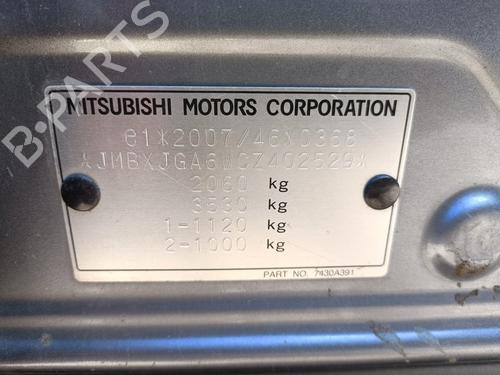 B-PARTS
MITSUBISHI MOTORS CORPORATION
e1*2007/46*0368
*JMBXJGA6WCZ402529*
2060 kg
3530 kg
1-1120 kg
2-1000 kg
PART NO. 7430A391